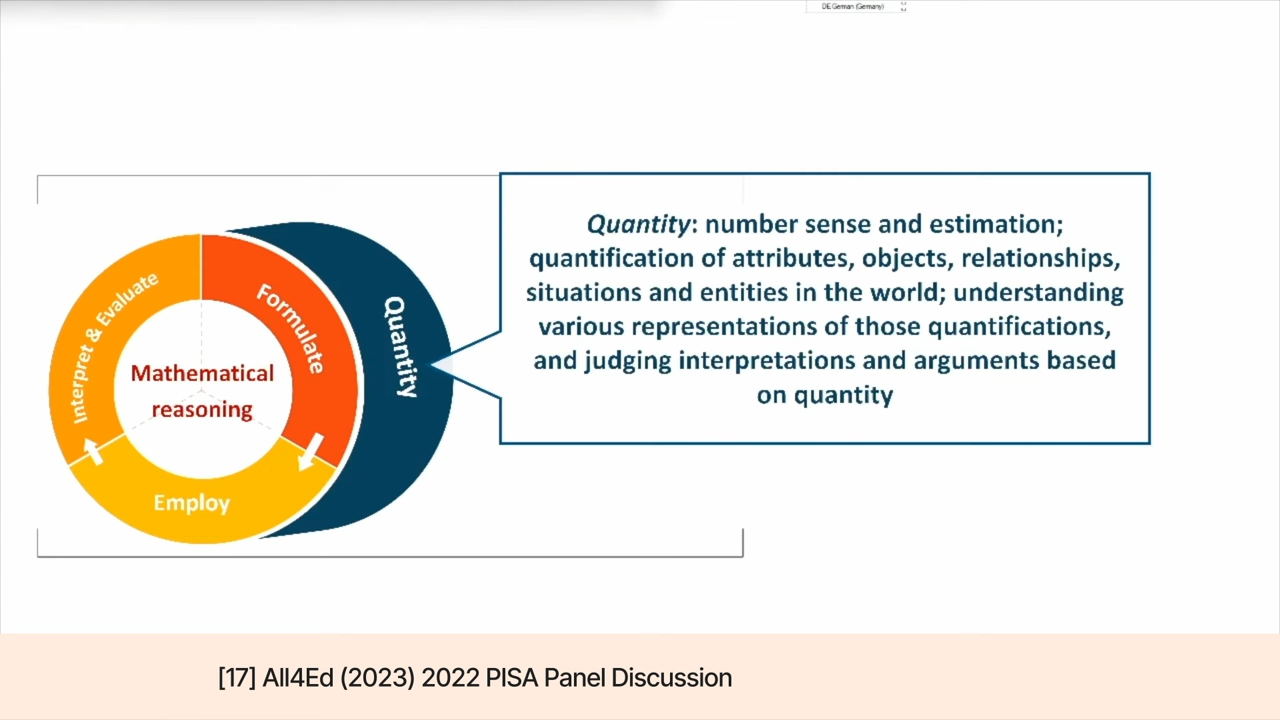 DE German (Germany)
Interpret & Evaluate
Formulate
Quantity
Mathematical
reasoning
Employ
Quantity: number sense and estimation;
quantification of attributes, objects, relationships,
situations and entities in the world; understanding
various representations of those quantifications,
and judging interpretations and arguments based
on quantity
[17] All4Ed (2023) 2022 PISA Panel Discussion